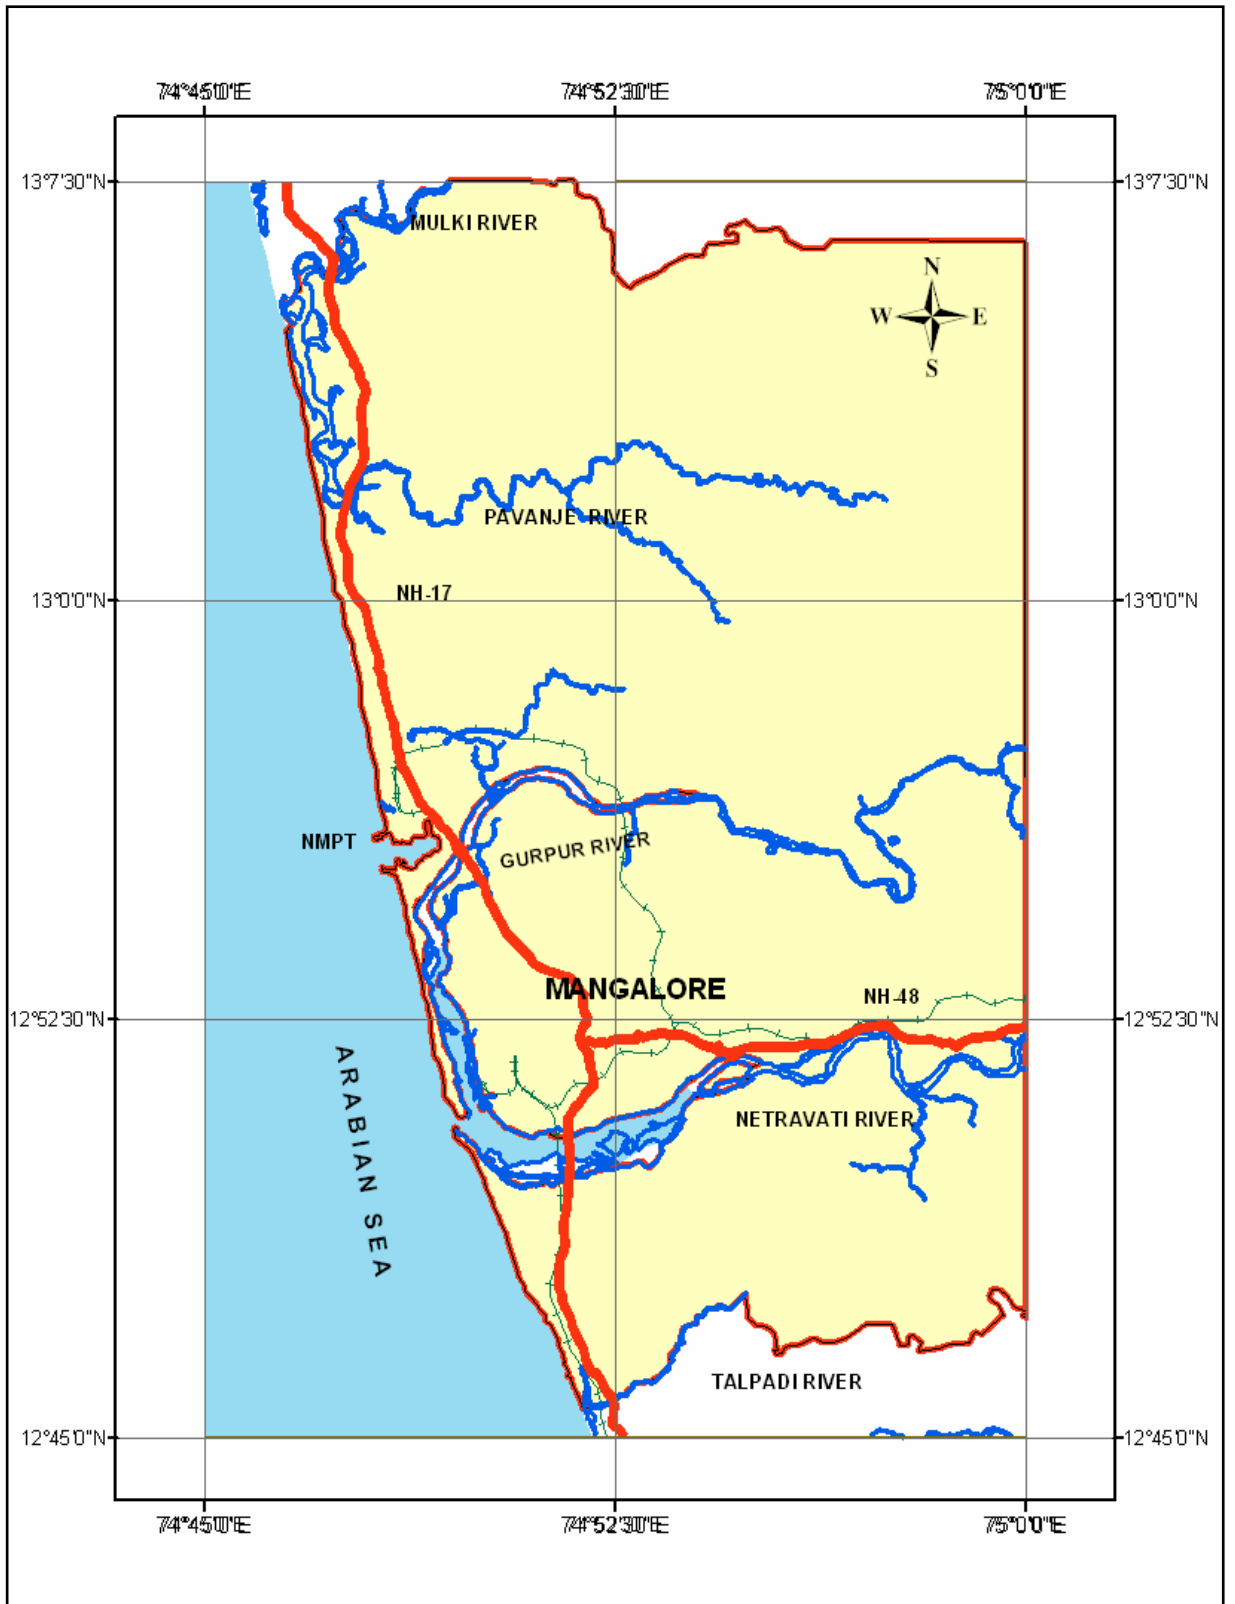 74°45'0"E 74°52'30"E 75°0'0"E
13°7'30"N 13°7'30"N
MULKI RIVER
N
W E
S
PAVANJE RIVER
NH-17
13°0'0"N 13°0'0"N
NMPT
GURPUR RIVER
MANGALORE
NH-48
12°52'30"N 12°52'30"N
ARABIAN SEA
NETRAVATI RIVER
TALPADI RIVER
12°45'0"N 12°45'0"N
74°45'0"E 74°52'30"E 75°0'0"E